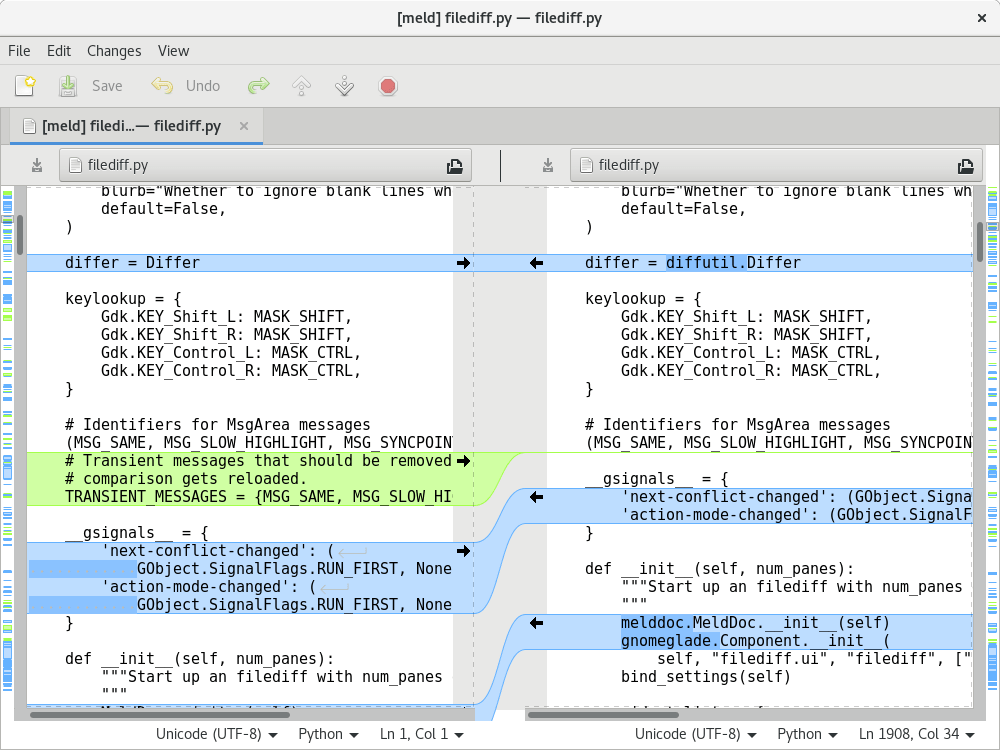 [meld] filediff.py — filediff.py
File Edit Changes View
Save Undo
[meld] filedi…— filediff.py
filediff.py
blurb="Whether to ignore blank lines wh
default=False,
)
differ = Differ
keylookup = {
Gdk.KEY_Shift_L: MASK_SHIFT,
Gdk.KEY_Shift_R: MASK_SHIFT,
Gdk.KEY_Control_L: MASK_CTRL,
Gdk.KEY_Control_R: MASK_CTRL,
}
# Identifiers for MsgArea messages
(MSG_SAME, MSG_SLOW_HIGHLIGHT, MSG_SYNCPOIN
# Transient messages that should be removed
# comparison gets reloaded.
TRANSIENT_MESSAGES = {MSG_SAME, MSG_SLOW_HI
__gsignals__ = {
'next-conflict-changed': (
GObject.SignalFlags.RUN_FIRST, None
'action-mode-changed': (
GObject.SignalFlags.RUN_FIRST, None
}
def __init__(self, num_panes):
"""Start up an filediff with num_panes
"""
Unicode (UTF-8) Python Ln 1, Col 1
filediff.py
blurb="Whether to ignore blank lines wh
default=False,
)
differ = diffutil.Differ
keylookup = {
Gdk.KEY_Shift_L: MASK_SHIFT,
Gdk.KEY_Shift_R: MASK_SHIFT,
Gdk.KEY_Control_L: MASK_CTRL,
Gdk.KEY_Control_R: MASK_CTRL,
}
# Identifiers for MsgArea messages
(MSG_SAME, MSG_SLOW_HIGHLIGHT, MSG_SYNCPOIN
__gsignals__ = {
'next-conflict-changed': (GObject.Signa
'action-mode-changed': (GObject.SignalF
}
def __init__(self, num_panes):
"""Start up an filediff with num_panes
"""
melddoc.MeldDoc.__init__(self)
gnomeglade.Component.__init__(
self, "filediff.ui", "filediff", ["
bind_settings(self)
Unicode (UTF-8) Python Ln 1908, Col 34